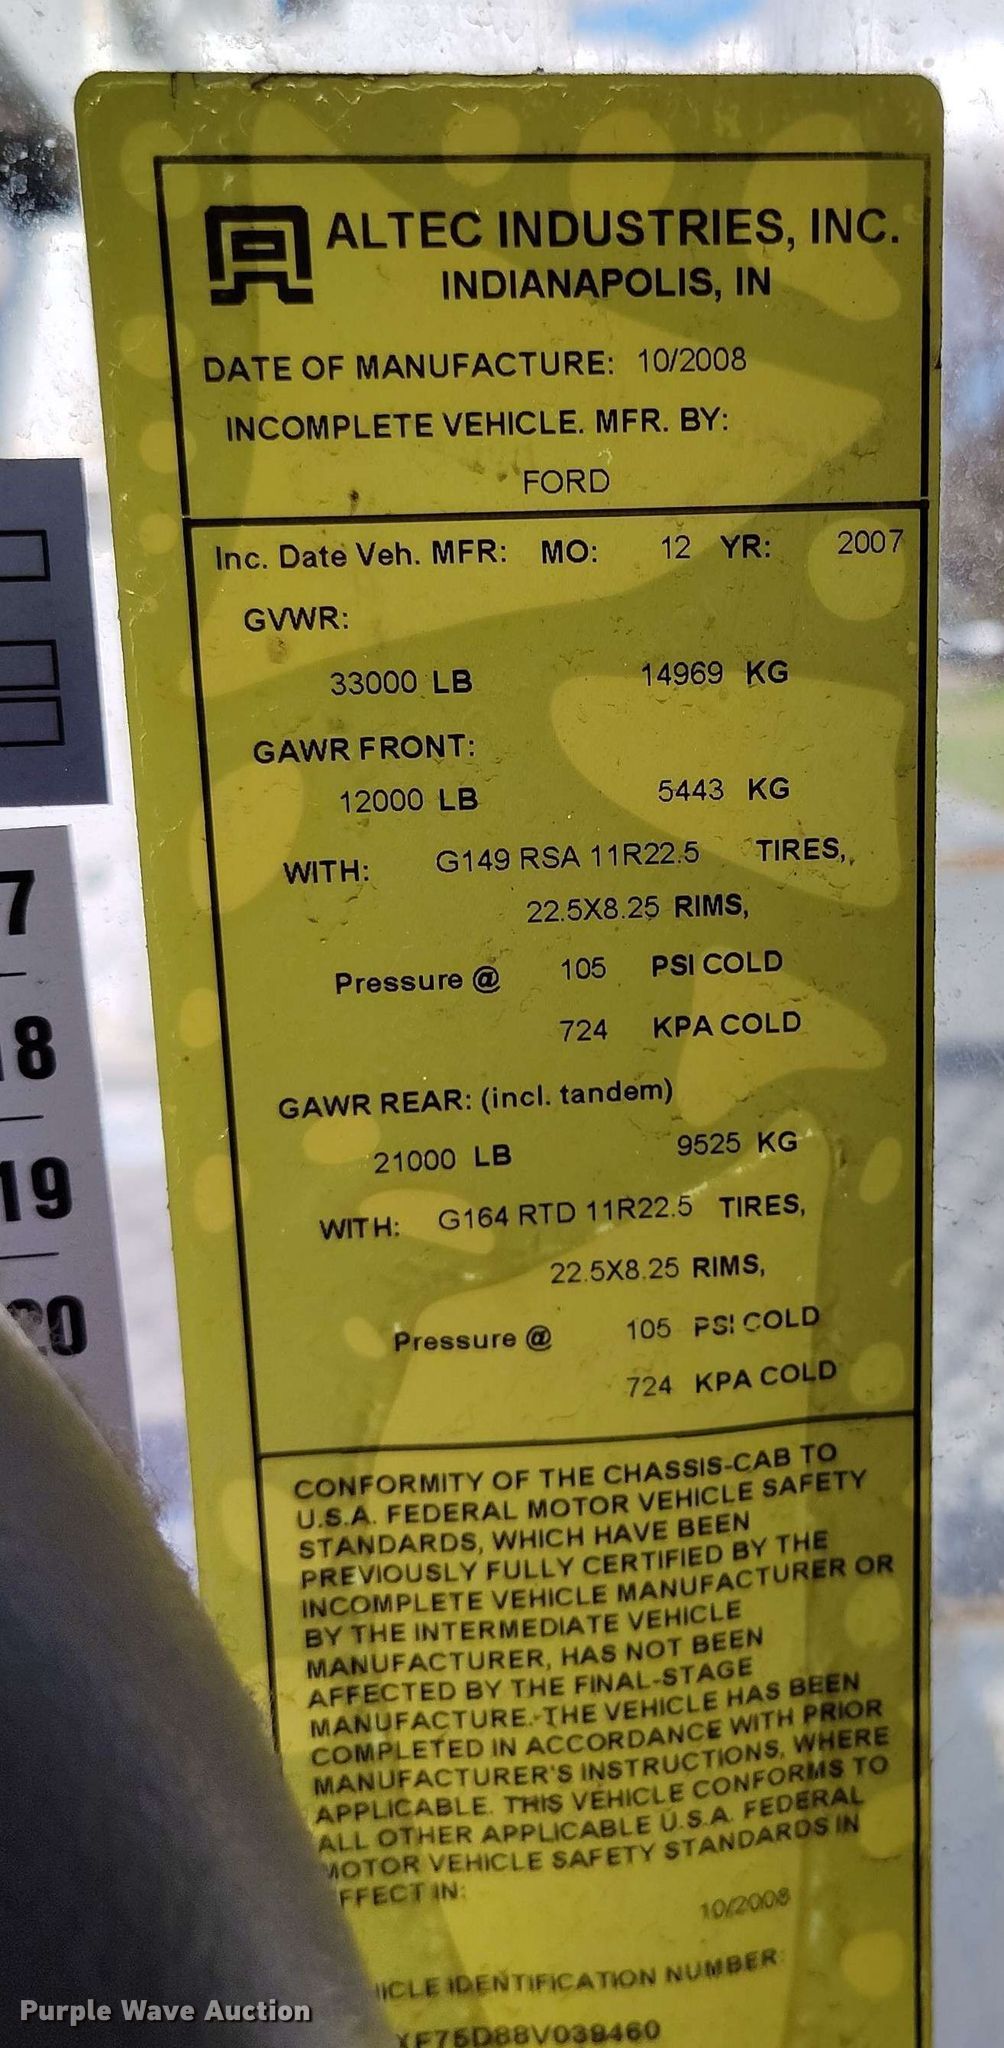 ALTEC INDUSTRIES, INC.
INDIANAPOLIS, IN
DATE OF MANUFACTURE: 10/2008
INCOMPLETE VEHICLE. MFR. BY:
FORD
Inc. Date Veh. MFR: MO: 12 YR: 2007
GVWR:
33000 LB 14969 KG
GAWR FRONT:
12000 LB 5443 KG
WITH: G149 RSA 11R22.5 TIRES,
22.5X8.25 RIMS,
Pressure @ 105 PSI COLD
724 KPA COLD
GAWR REAR: (incl. tandem)
21000 LB 9525 KG
WITH: G164 RTD 11R22.5 TIRES,
22.5X8.25 RIMS,
Pressure @ 105 PSI COLD
724 KPA COLD
CONFORMITY OF THE CHASSIS-CAB TO
U.S.A. FEDERAL MOTOR VEHICLE SAFETY
STANDARDS, WHICH HAVE BEEN
PREVIOUSLY FULLY CERTIFIED BY THE
INCOMPLETE VEHICLE MANUFACTURER OR
BY THE INTERMEDIATE VEHICLE
MANUFACTURER, HAS NOT BEEN
AFFECTED BY THE FINAL-STAGE
MANUFACTURE. THE VEHICLE HAS BEEN
COMPLETED IN ACCORDANCE WITH PRIOR
MANUFACTURER'S INSTRUCTIONS, WHERE
APPLICABLE. THIS VEHICLE CONFORMS TO
ALL OTHER APPLICABLE U.S.A. FEDERAL
MOTOR VEHICLE SAFETY STANDARDS IN
FFECT IN:
10/2008
ICLE IDENTIFICATION NUMBER:
7
18
19
20
Purple Wave Auction